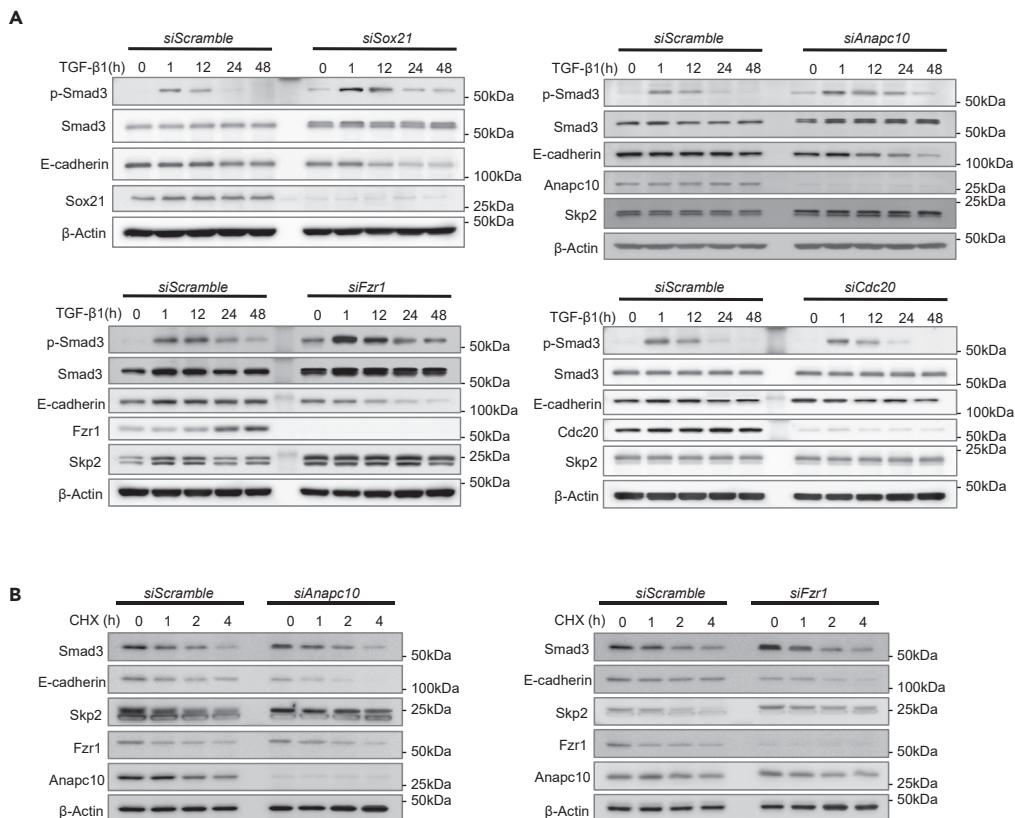 A
siScramble siSox21
TGF-β1(h) 0 1 12 24 48 0 1 12 24 48
p-Smad3 50kDa
Smad3 50kDa
E-cadherin 100kDa
Sox21 25kDa
β-Actin 50kDa
siScramble siAnapc10
TGF-β1(h) 0 1 12 24 48 0 1 12 24 48
p-Smad3 50kDa
Smad3 50kDa
E-cadherin 100kDa
Anapc10 25kDa
Skp2 25kDa
β-Actin 50kDa
siScramble siFzr1
TGF-β1(h) 0 1 12 24 48 0 1 12 24 48
p-Smad3 50kDa
Smad3 50kDa
E-cadherin 100kDa
Fzr1 50kDa
Skp2 25kDa
β-Actin 50kDa
siScramble siCdc20
TGF-β1(h) 0 1 12 24 48 0 1 12 24 48
p-Smad3 50kDa
Smad3 50kDa
E-cadherin 100kDa
Cdc20 50kDa
Skp2 25kDa
β-Actin 50kDa
B
siScramble siAnapc10
CHX (h) 0 1 2 4 0 1 2 4
Smad3 50kDa
E-cadherin 100kDa
Skp2 25kDa
Fzr1 50kDa
Anapc10 25kDa
β-Actin 50kDa
siScramble siFzr1
CHX (h) 0 1 2 4 0 1 2 4
Smad3 50kDa
E-cadherin 100kDa
Skp2 25kDa
Fzr1 50kDa
Anapc10 25kDa
β-Actin 50kDa